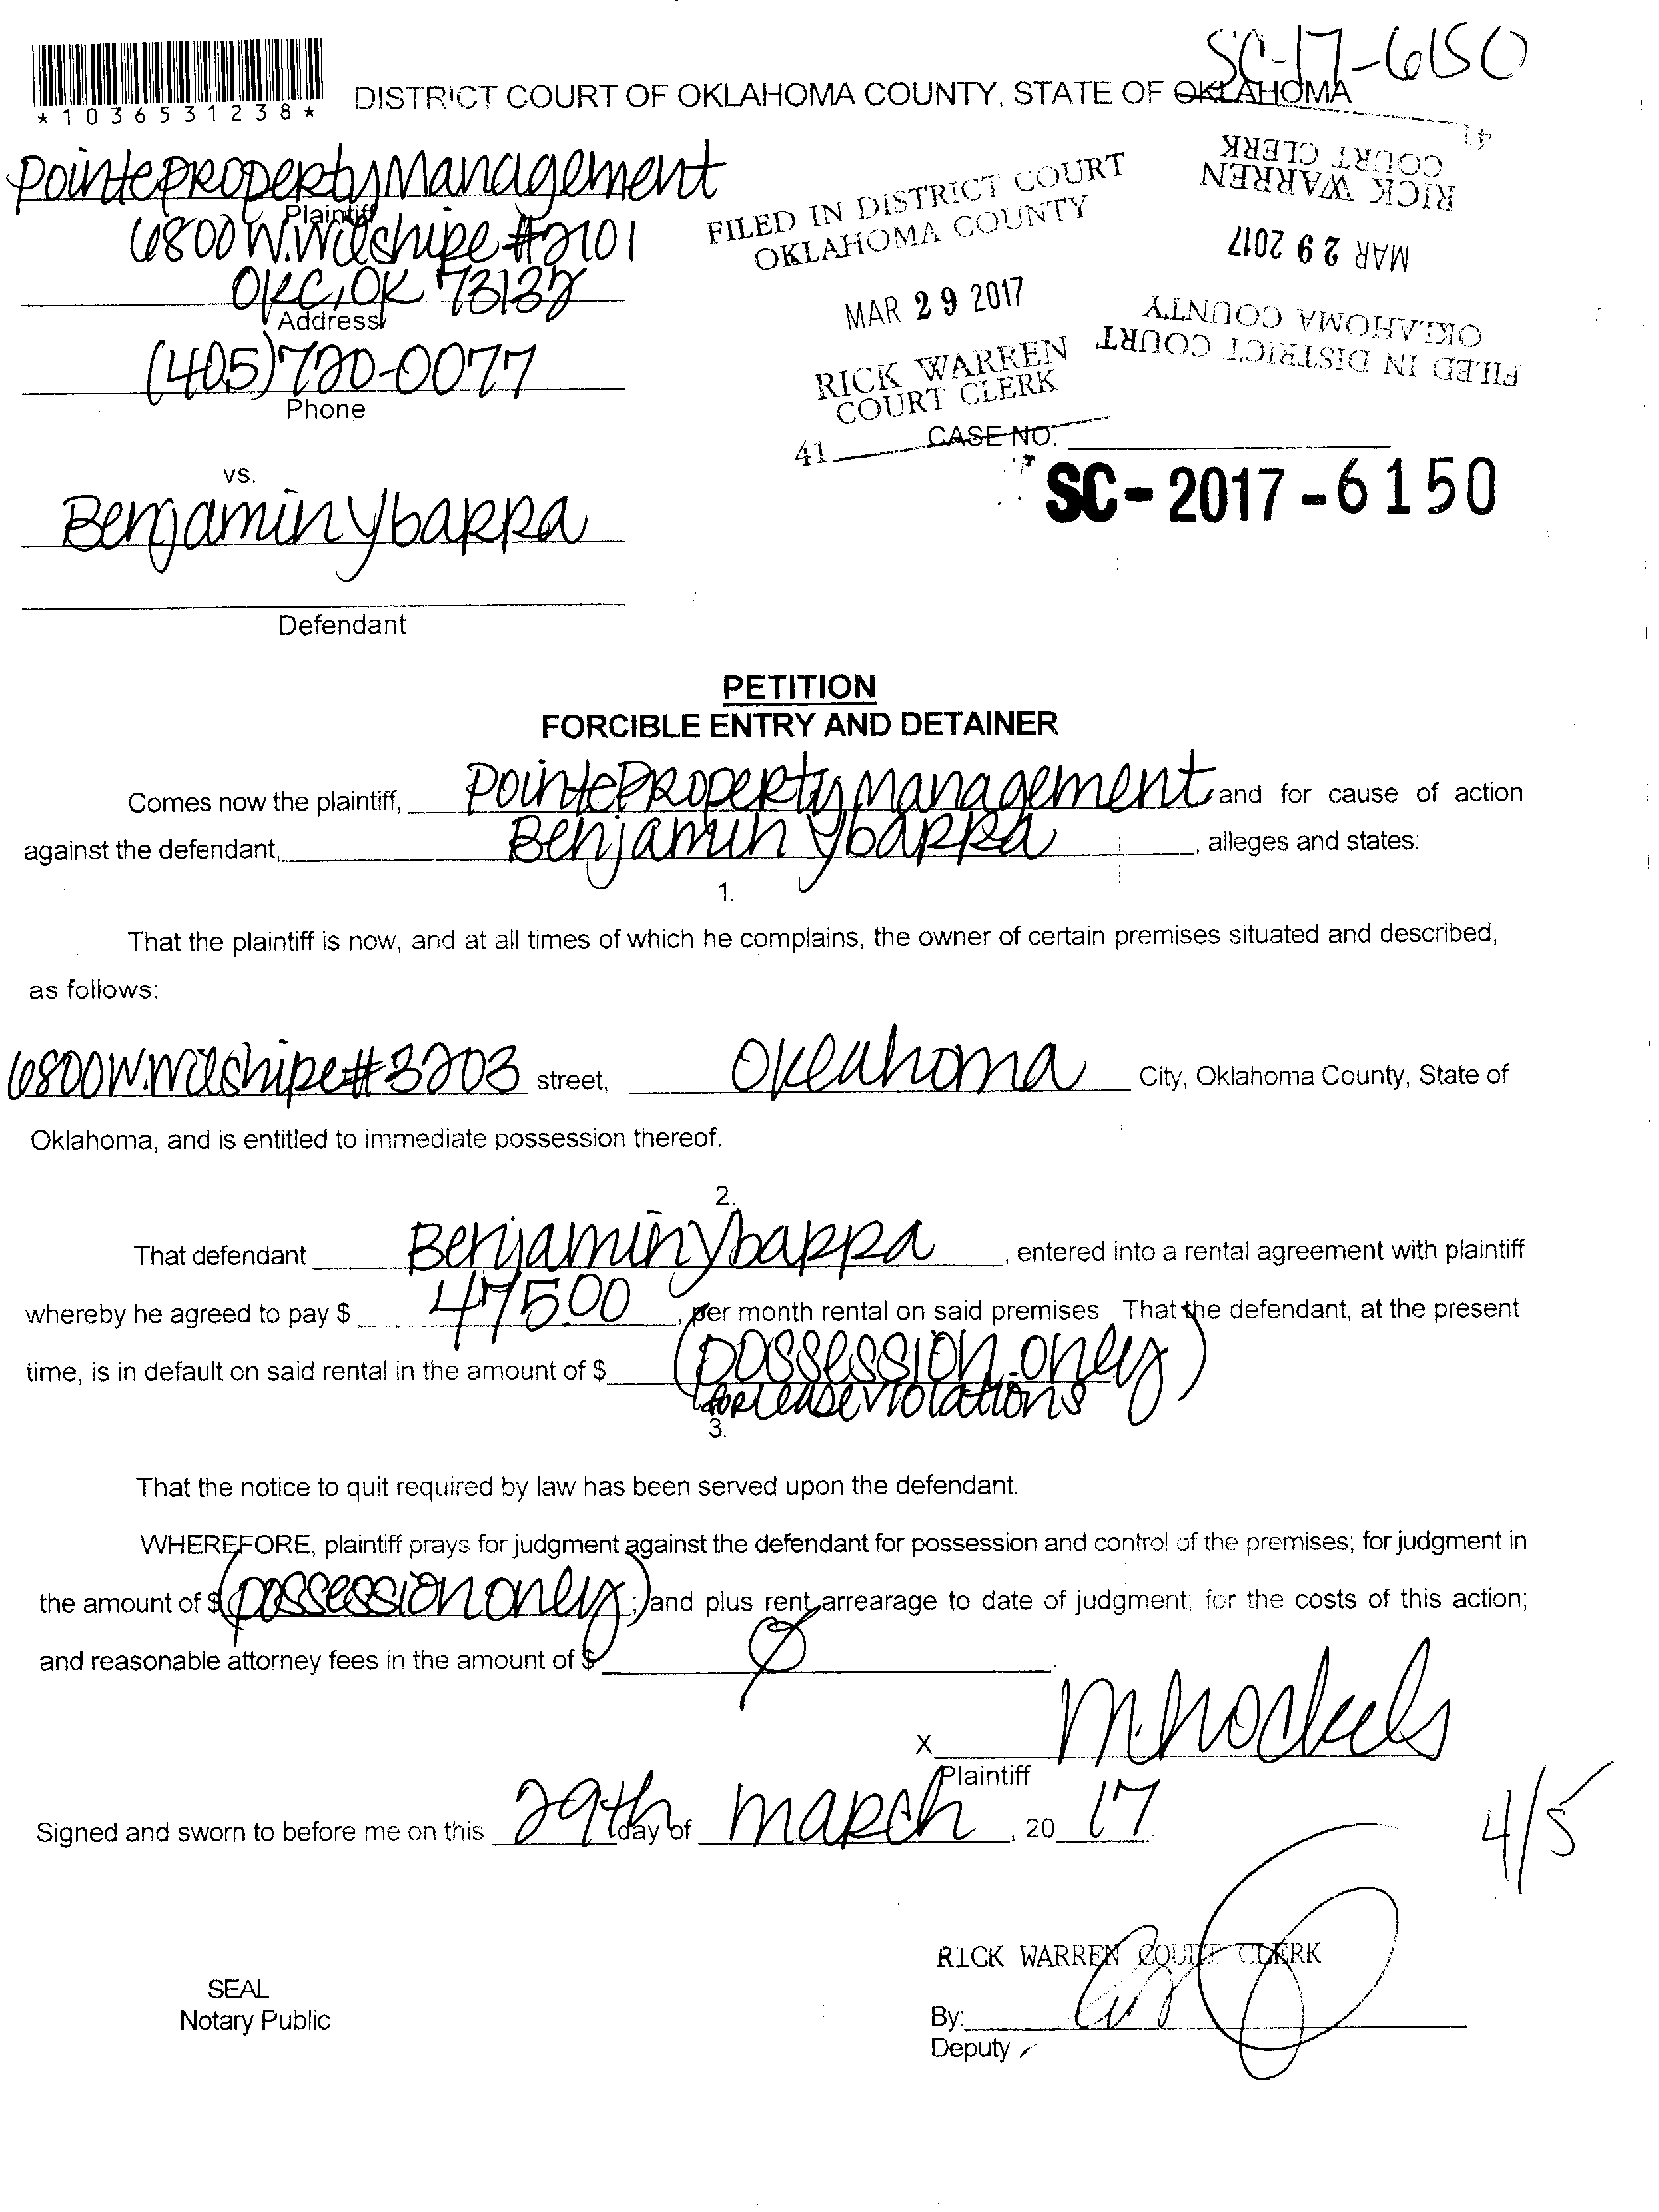 SC-17-6150
*1036531238*
DISTRICT COURT OF OKLAHOMA COUNTY, STATE OF OKLAHOMA
Pointe Property Management
Plaintiff
6800 W. Wilshire #2101
OKC, OK 73132
Address
(405) 720-0077
Phone
FILED IN DISTRICT COURT
OKLAHOMA COUNTY
MAR 29 2017
RICK WARREN
COURT CLERK
41
FILED IN DISTRICT COURT
OKLAHOMA COUNTY
MAR 29 2017
RICK WARREN
COURT CLERK
41
CASE NO.
SC-2017-6150
vs.
Benjamin Ybarra
Defendant
PETITION
FORCIBLE ENTRY AND DETAINER
Comes now the plaintiff, Pointe Property Management and for cause of action
against the defendant, Benjamin Ybarra, alleges and states:
1.
That the plaintiff is now, and at all times of which he complains, the owner of certain premises situated and described,
as follows:
6800 W. Wilshire #3203 street, Oklahoma City, Oklahoma County, State of
Oklahoma, and is entitled to immediate possession thereof.
2.
That defendant Benjamin Ybarra, entered into a rental agreement with plaintiff
whereby he agreed to pay $ 475.00, per month rental on said premises That the defendant, at the present
time, is in default on said rental in the amount of $ (possession only)
for lease violations
3.
That the notice to quit required by law has been served upon the defendant.
WHEREFORE, plaintiff prays for judgment against the defendant for possession and control of the premises; for judgment in
the amount of $ (possession only); and plus rent arrearage to date of judgment; for the costs of this action;
and reasonable attorney fees in the amount of $ Ø
X M. Horkels
Plaintiff
Signed and sworn to before me on this 29th day of March, 20 17
4/5
RICK WARREN COURT CLERK
SEAL
Notary Public
By:
Deputy